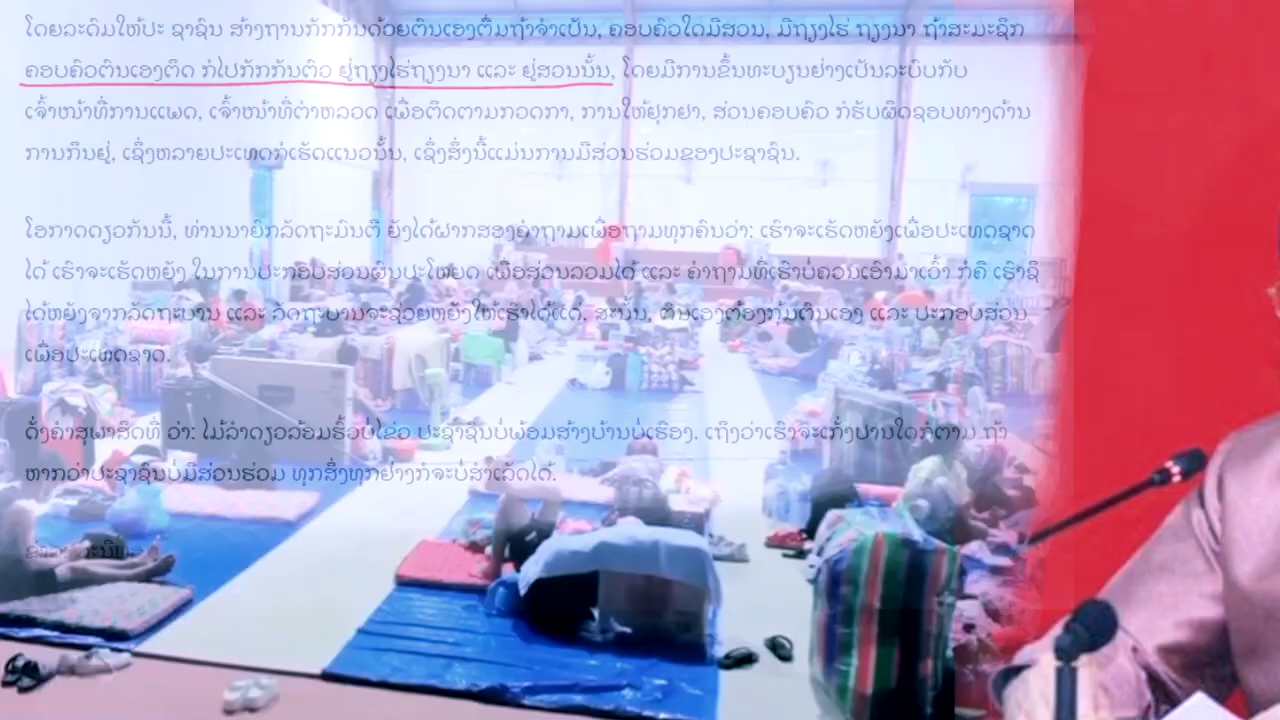 ໂດຍລະດົມໃຫ້ປະ ຊາຊົນ ສ້າງຖານກັກກັນດ້ວຍຕົນເອງຕື່ມຖ້າຈຳເປັນ, ຄອບຄົວໃດມີສວນ, ມີຖຽງໄຮ່ ຖຽງນາ ຖ້າສະມະຊິກ
ຄອບຄົວຕົນເອງຕິດ ກໍໄປກັກກັນຕົວ ຢູ່ຖຽງໄຮ່ຖຽງນາ ແລະ ຢູ່ສວນນັ້ນ, ໂດຍມີການຂຶ້ນທະບຽນຢ່າງເປັນລະບົບກັບ
ເຈົ້າໜ້າທີ່ການແພດ, ເຈົ້າໜ້າທີ່ຕຳຫລວດ ເພື່ອຕິດຕາມກວດກາ, ການໃຫ້ຢຸກຢາ, ສ່ວນຄອບຄົວ ກໍຮັບຜິດຊອບທາງດ້ານ
ການກິນຢູ່, ເຊິ່ງຫລາຍປະເທດກໍເຮັດແນວນັ້ນ, ເຊິ່ງສິ່ງນີ້ແມ່ນການມີສ່ວນຮ່ວມຂອງປະຊາຊົນ.
ໂອກາດດຽວກັນນີ້, ທ່ານນາຍົກລັດຖະມົນຕີ ຍັງໄດ້ຝາກສອງຄຳຖາມເພື່ອຖາມທຸກຄົນວ່າ: ເຮົາຈະເຮັດຫຍັງເພື່ອປະເທດຊາດ
ໄດ້ ເຮົາຈະເຮັດຫຍັງ ໃນການປະກອບສ່ວນຜົນປະໂຫຍດ ເພື່ອສ່ວນລວມໄດ້ ແລະ ຄຳຖາມທີ່ເຮົາບໍ່ຄວນເອົາມາເວົ້າ ກໍຄື ເຮົາຊິ
ໄດ້ຫຍັງຈາກລັດຖະບານ ແລະ ລັດຖະບານຈະຊ່ວຍຫຍັງໃຫ້ເຮົາໄດ້ແດ່. ສະນັ້ນ, ຕົນເອງຕ້ອງກຸ້ມຕົນເອງ ແລະ ປະກອບສ່ວນ
ເພື່ອປະເທດຊາດ.
ດັ່ງຄຳສຸພາສິດທີ່ ວ່າ: ໄມ້ລຳດຽວລ້ອມຮົ້ວບໍ່ໄຂ່ວ ປະຊາຊົນບໍ່ພ້ອມສ້າງບ້ານບໍ່ເຮືອງ. ເຖິງວ່າເຮົາຈະເກັ່ງປານໃດກໍຕາມ ຖ້າ
ຫາກວ່າປະຊາຊົນບໍ່ມີສ່ວນຮ່ວມ ທຸກສິ່ງທຸກຢ່າງກໍຈະບໍ່ສຳເລັດໄດ້.